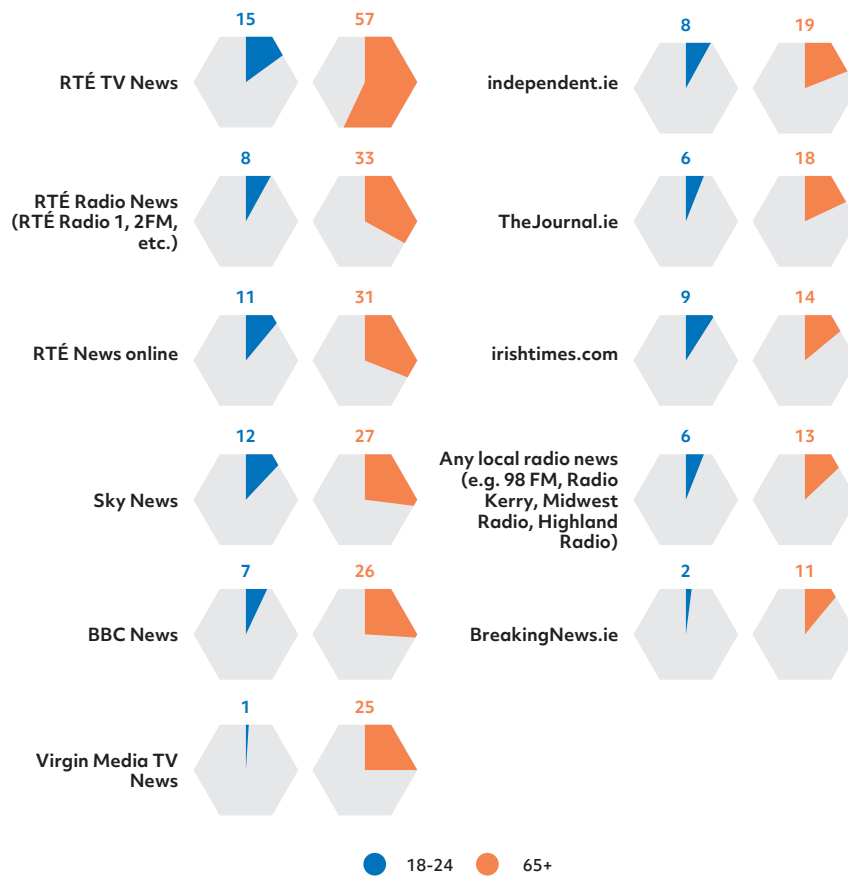 15 57
RTÉ TV News
8 33
RTÉ Radio News
(RTÉ Radio 1, 2FM,
etc.)
11 31
RTÉ News online
12 27
Sky News
7 26
BBC News
1 25
Virgin Media TV
News
8 19
independent.ie
6 18
TheJournal.ie
9 14
irishtimes.com
6 13
Any local radio news
(e.g. 98 FM, Radio
Kerry, Midwest
Radio, Highland
Radio)
2 11
BreakingNews.ie
18-24 65+